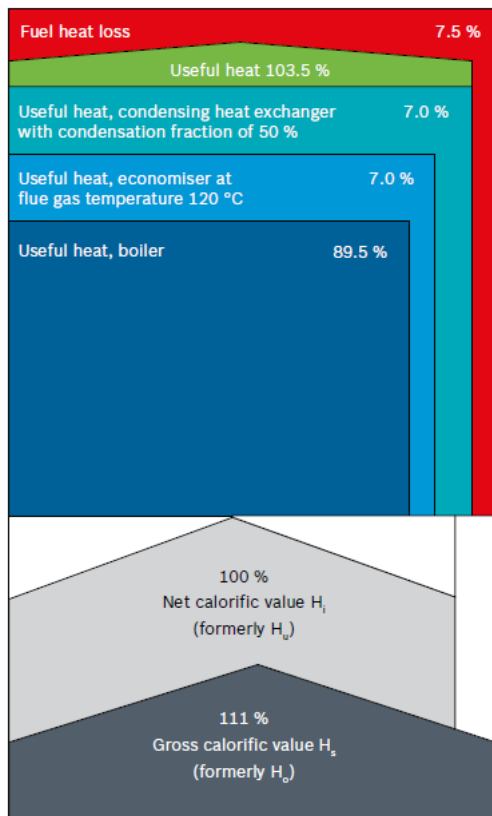 Fuel heat loss 7.5 %
Useful heat 103.5 %
Useful heat, condensing heat exchanger 7.0 %
with condensation fraction of 50 %
Useful heat, economiser at 7.0 %
flue gas temperature 120 °C
Useful heat, boiler 89.5 %
100 %
Net calorific value Hi
(formerly Hu)
111 %
Gross calorific value Hs
(formerly Ho)